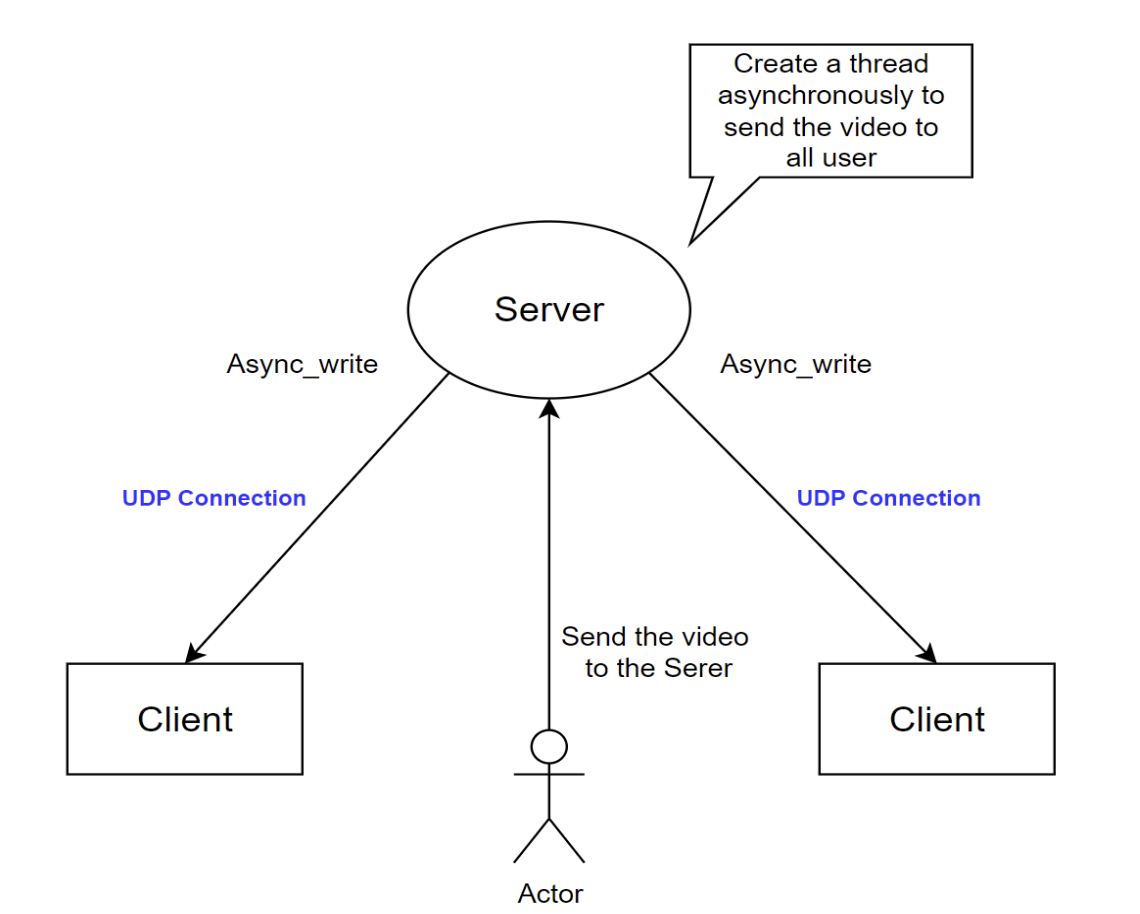 Create a thread
asynchronously to
send the video to
all user
Server
Async_write
Async_write
UDP Connection
UDP Connection
Send the video
to the Serer
Client
Client
Actor